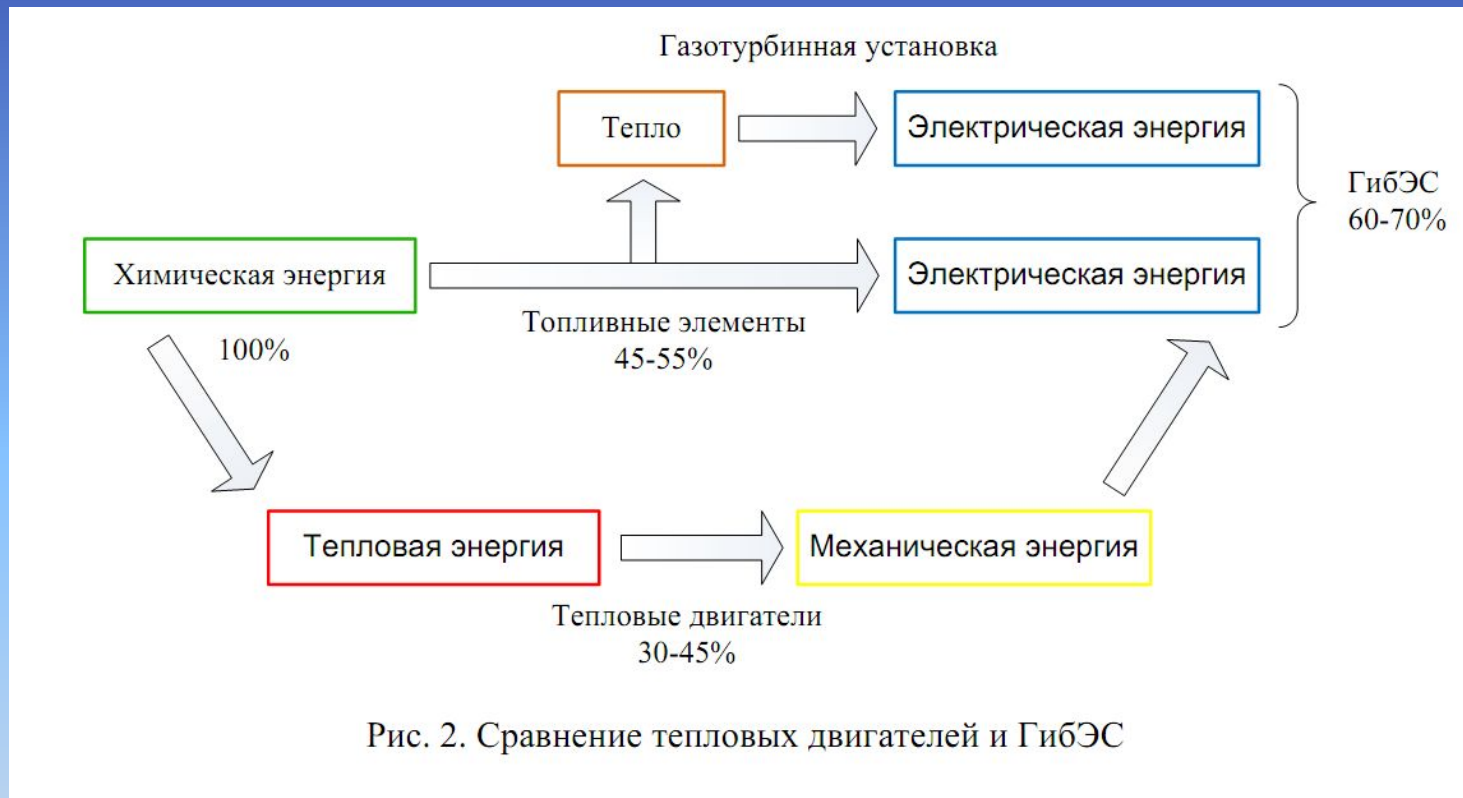 Газотурбинная установка
Тепло
Электрическая энергия
ГибЭС
60-70%
Химическая энергия
Электрическая энергия
100%
Топливные элементы
45-55%
Тепловая энергия
Механическая энергия
Тепловые двигатели
30-45%
Рис. 2. Сравнение тепловых двигателей и ГибЭС